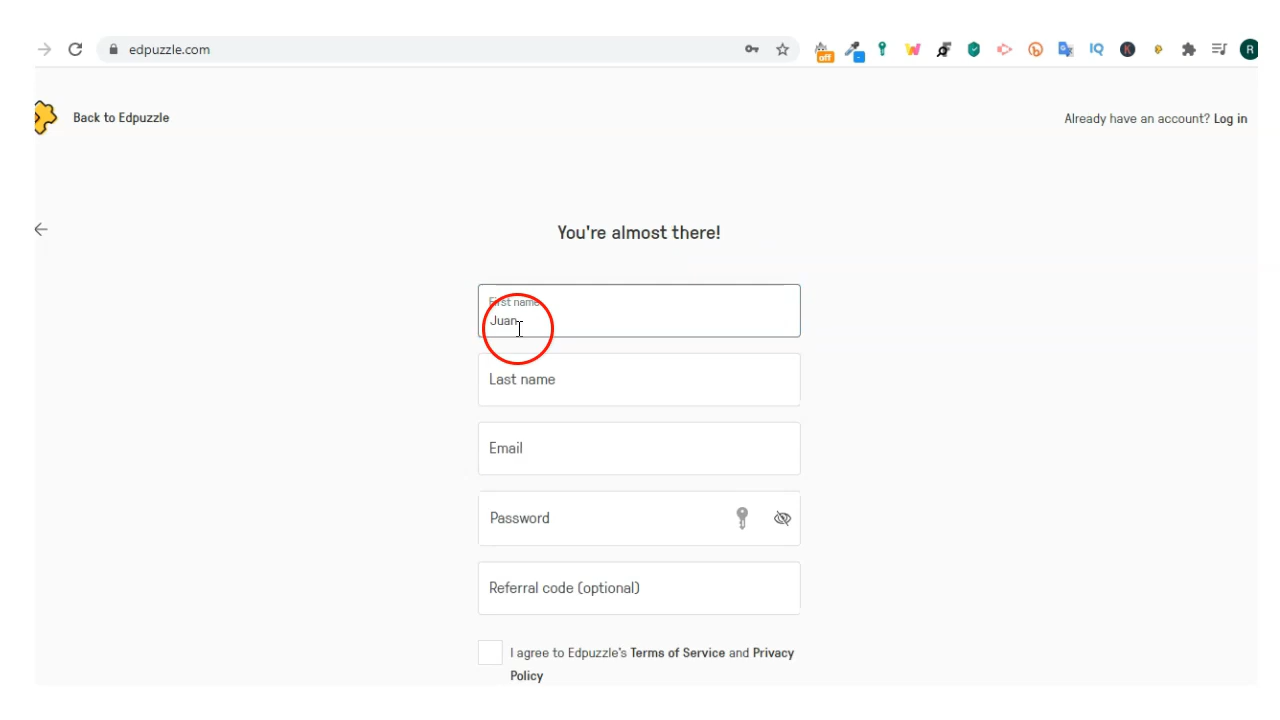 edpuzzle.com
off
IQ
K
R
Back to Edpuzzle
Already have an account? Log in
You're almost there!
First name
Juan
Last name
Email
Password
Referral code (optional)
I agree to Edpuzzle's Terms of Service and Privacy
Policy